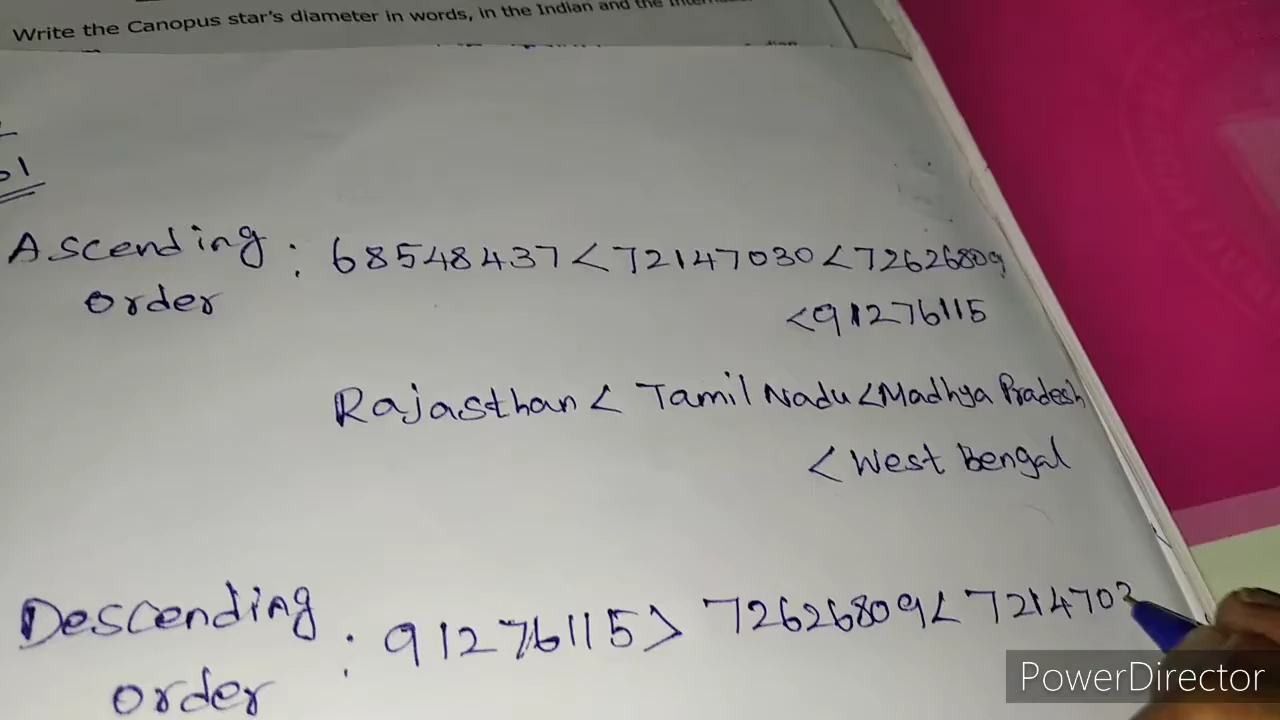 Write the Canopus star's diameter in words, in the Indian and the
ol
Ascending : 68548437 < 72147030 < 72626809
order
< 91276115
Rajasthan < Tamil Nadu < Madhya Pradesh
< West Bengal
Descending : 91276115 > 72626809 < 7214703
order
PowerDirector